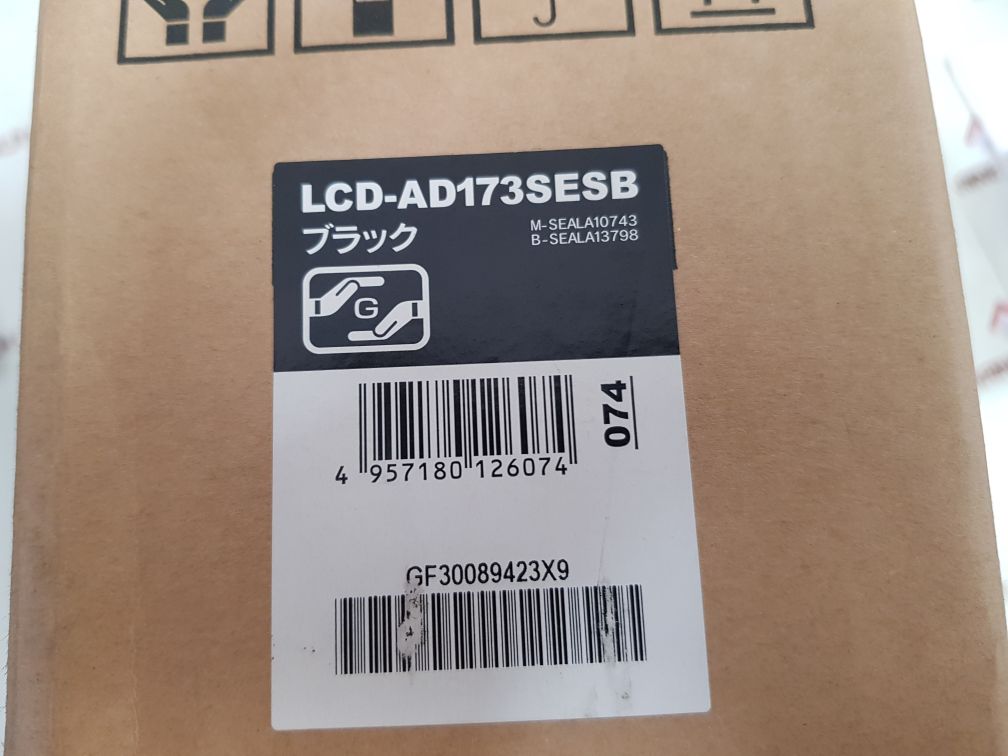 LCD-AD173SESB
ブラック
M-SEALA10743
B-SEALA13798
G
074
4 957180 126074
GF30089423X9